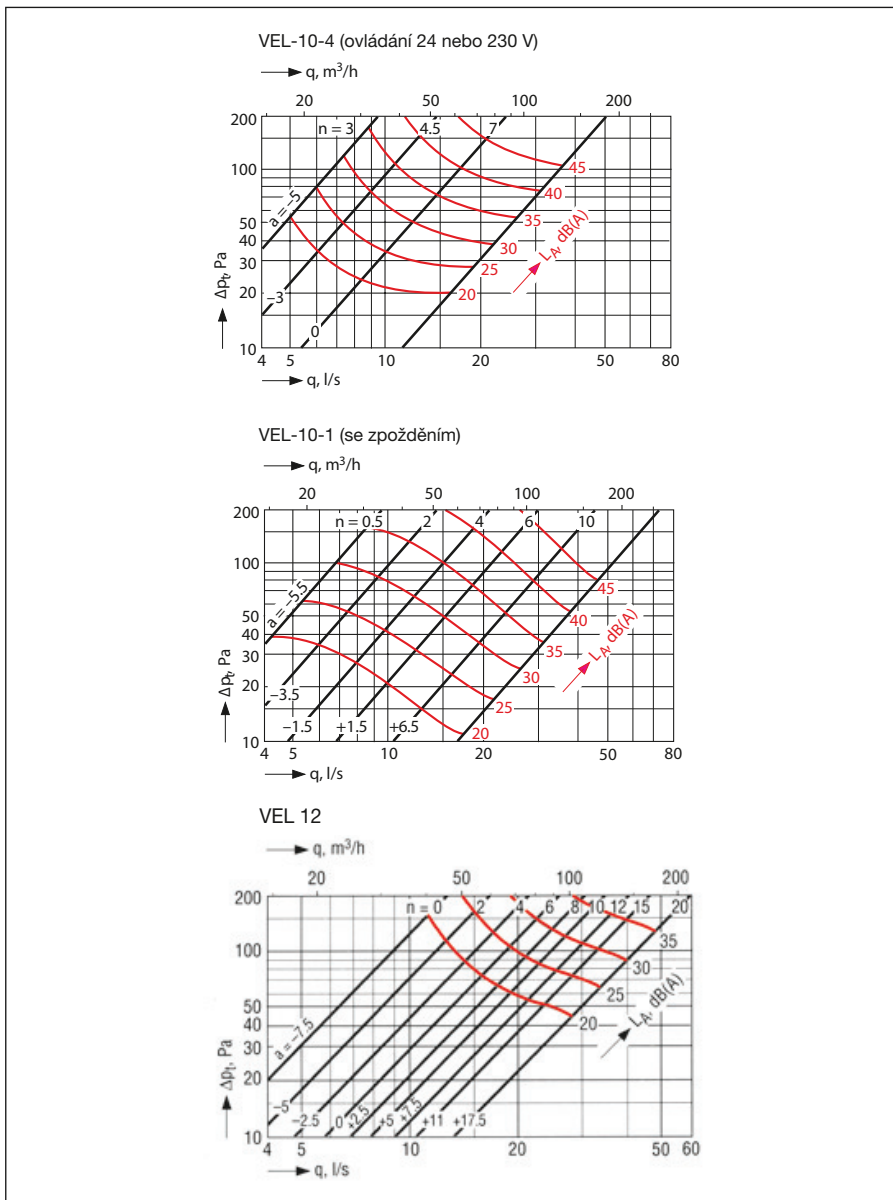 VEL-10-4 (ovládání 24 nebo 230 V)
q, m³/h
20 50 100 200
200 n = 3 4.5 7
100 45
40
50 a = –5 35
40 30
30 25 L_A, dB(A)
20 –3 20
0
10
Δp_t, Pa
4 5 10 20 50 80
q, l/s
VEL-10-1 (se zpožděním)
q, m³/h
20 50 100 200
200 n = 0.5 2 4 6 10
100
45
50 a = –5.5 40
40 35 L_A, dB(A)
30 30
20 –3.5 25
–1.5 +1.5 +6.5 20
10
Δp_t, Pa
4 5 10 20 50 80
q, l/s
VEL 12
q, m³/h
20 50 100 200
200 n = 0 2 4 6 8 10 12 15 20
35
100 30
50 25
40 20 L_A, dB(A)
30 a = –7.5
20
–5 –2.5 0 +2.5 +5 +7.5 +11 +17.5
10
Δp_t, Pa
4 5 10 20 50 60
q, l/s